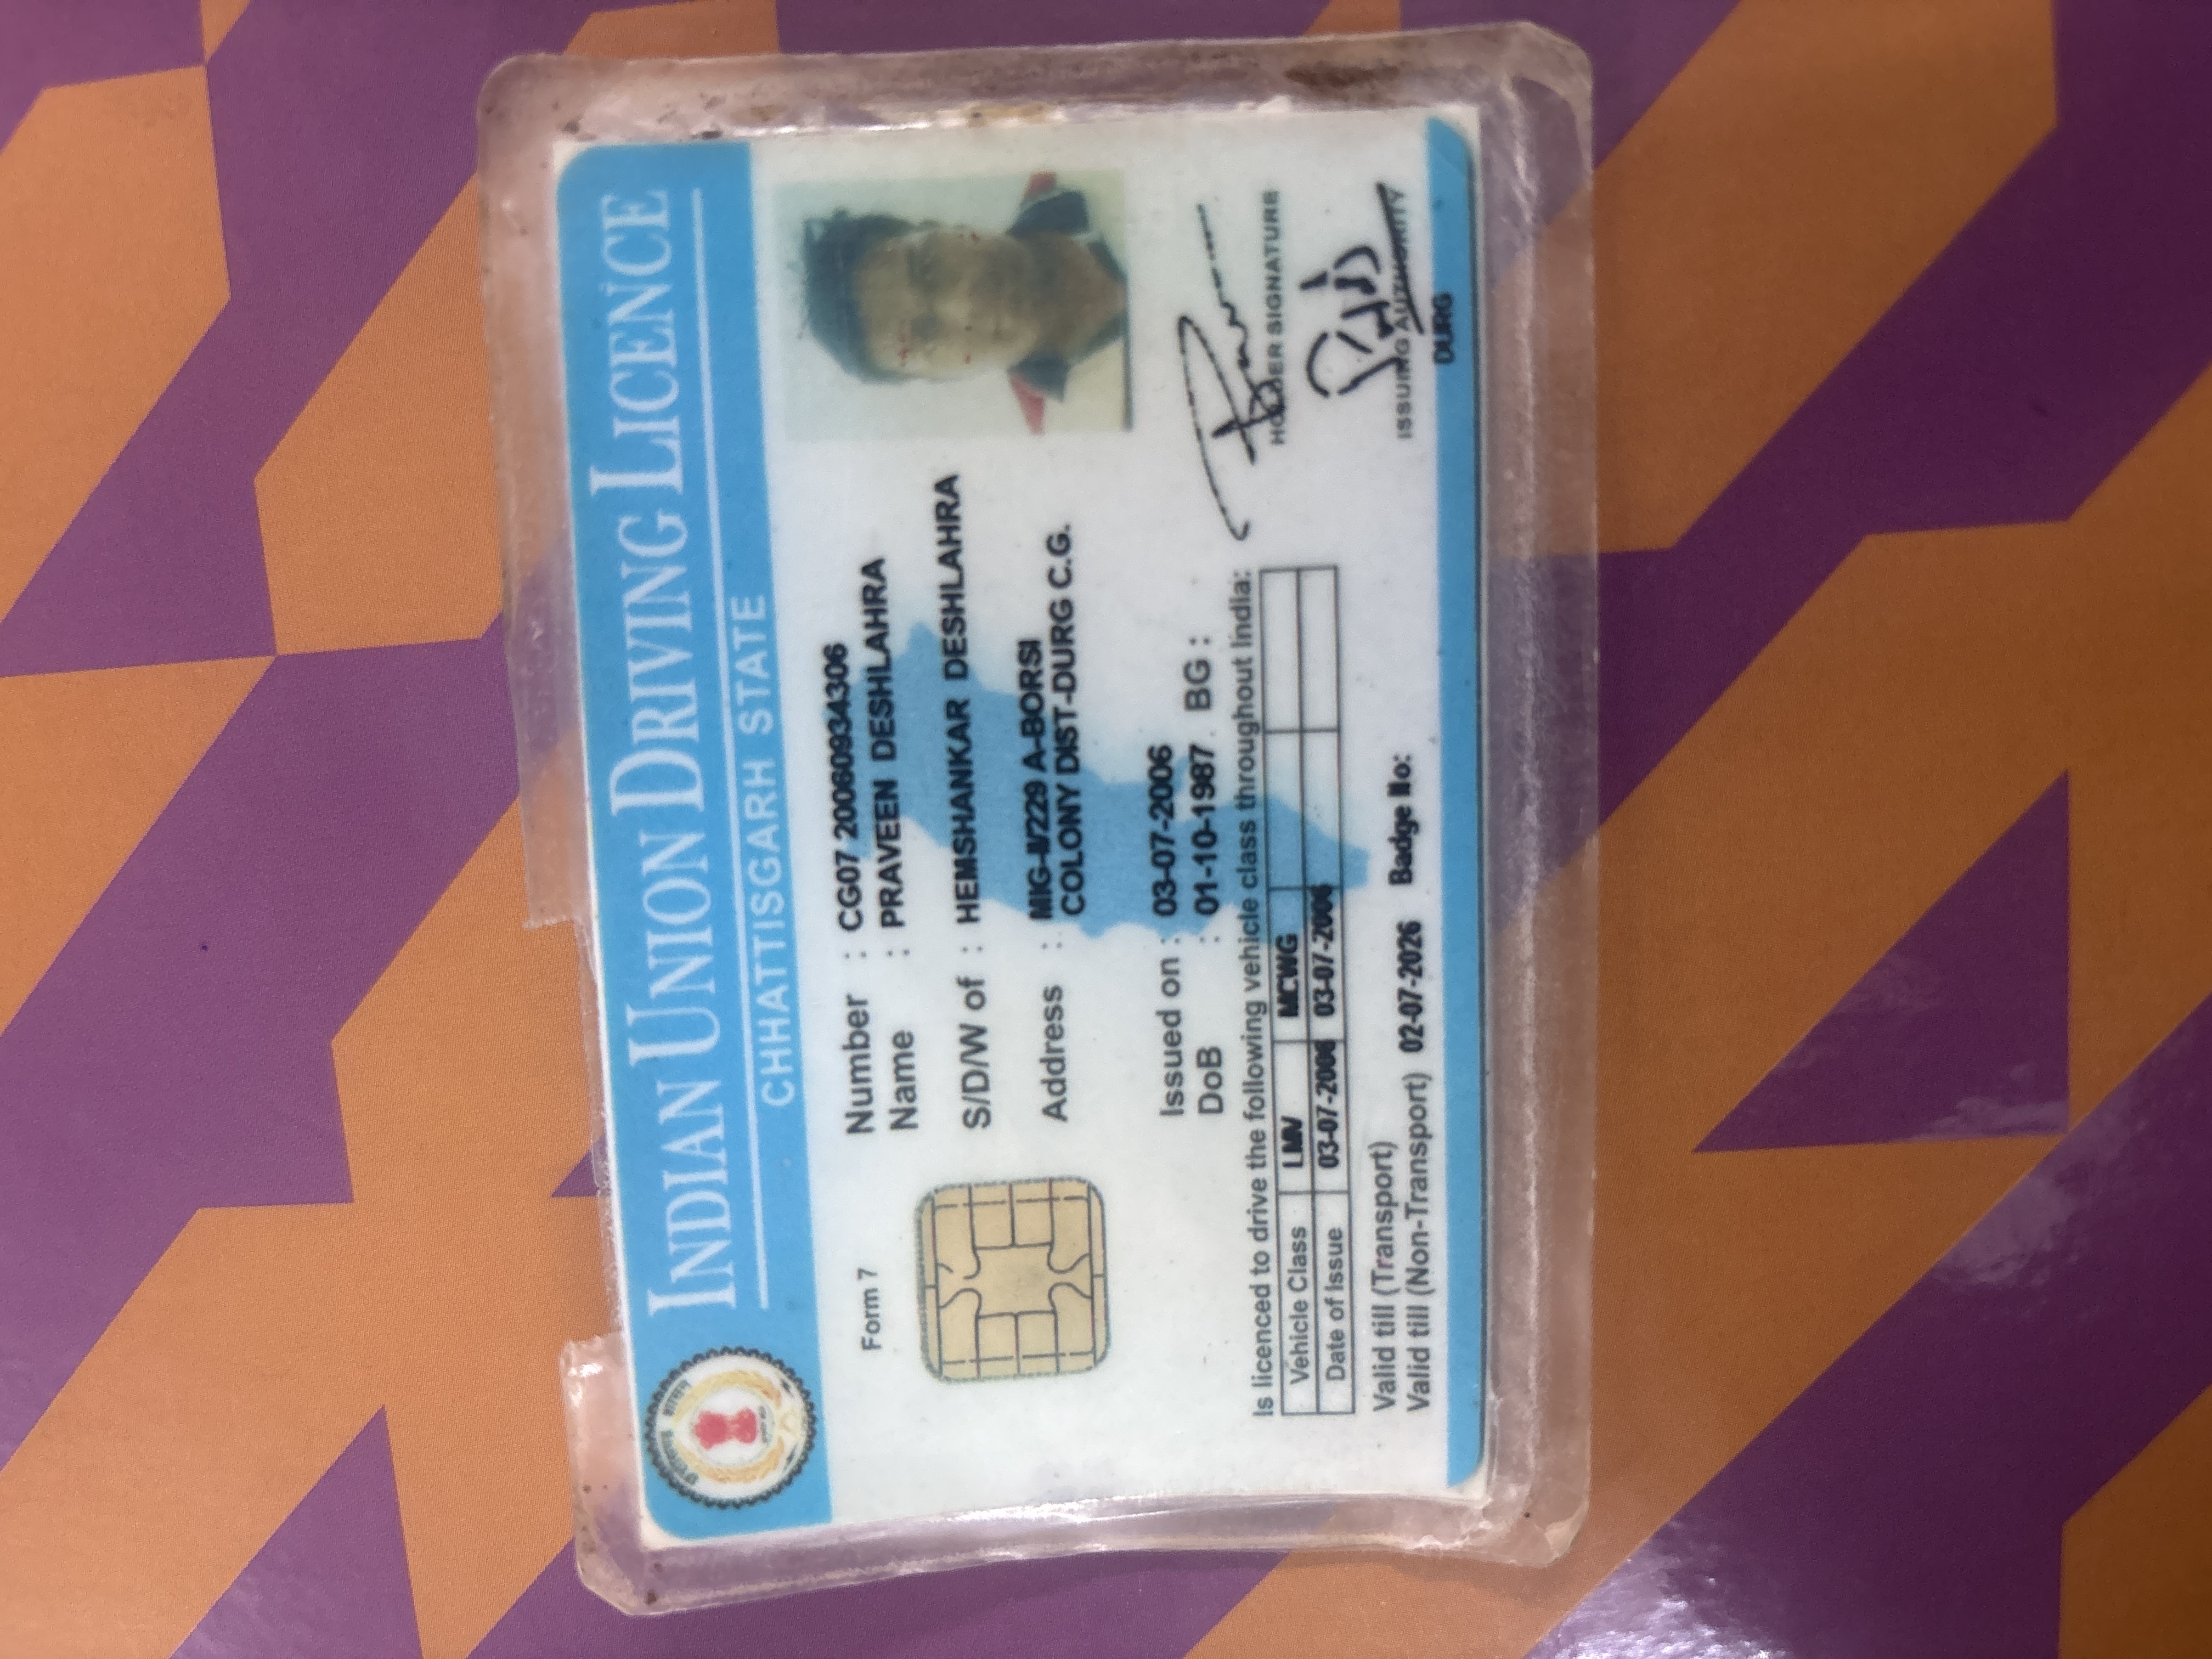 INDIAN UNION DRIVING LICENCE
CHHATTISGARH STATE
Form 7
Number : CG07 20060934306
Name : PRAVEEN DESHLAHRA
S/D/W of : HEMSHANKAR DESHLAHRA
Address : MIG-II/229 A-BORSI
COLONY DIST-DURG C.G.
Issued on : 03-07-2006
DoB : 01-10-1987 BG :
HOLDER SIGNATURE
Is licenced to drive the following vehicle class throughout India:
Vehicle Class LMV MCWG
Date of Issue 03-07-2006 03-07-2006
Valid till (Transport)
Valid till (Non-Transport) 02-07-2026 Badge No:
ISSUING AUTHORITY
DURG